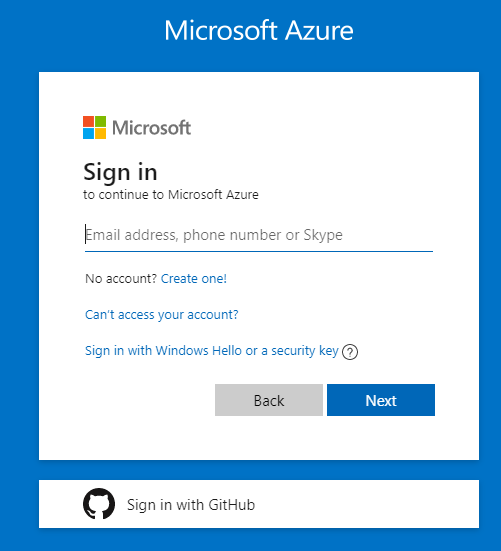 Microsoft Azure
Microsoft
Sign in
to continue to Microsoft Azure
Email address, phone number or Skype
No account? Create one!
Can't access your account?
Sign in with Windows Hello or a security key ?
Back
Next
Sign in with GitHub